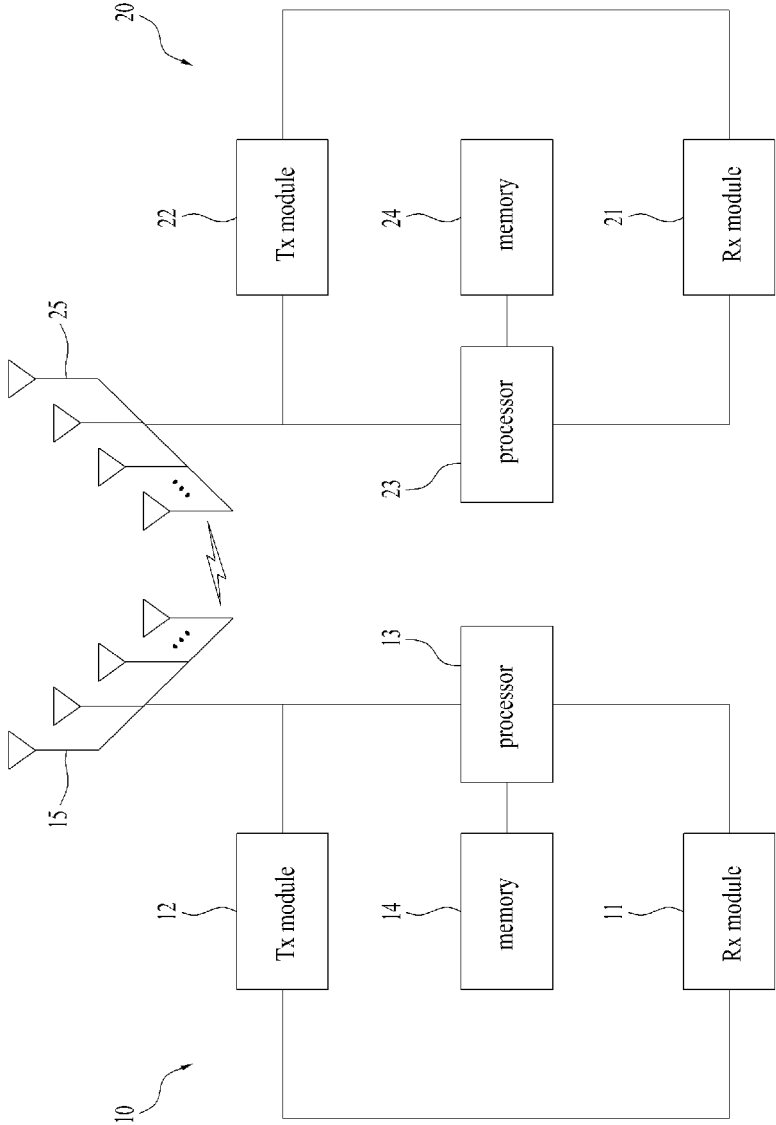 10
15
25
20
12
Tx module
22
Tx module
14
memory
13
processor
23
processor
24
memory
11
Rx module
21
Rx module